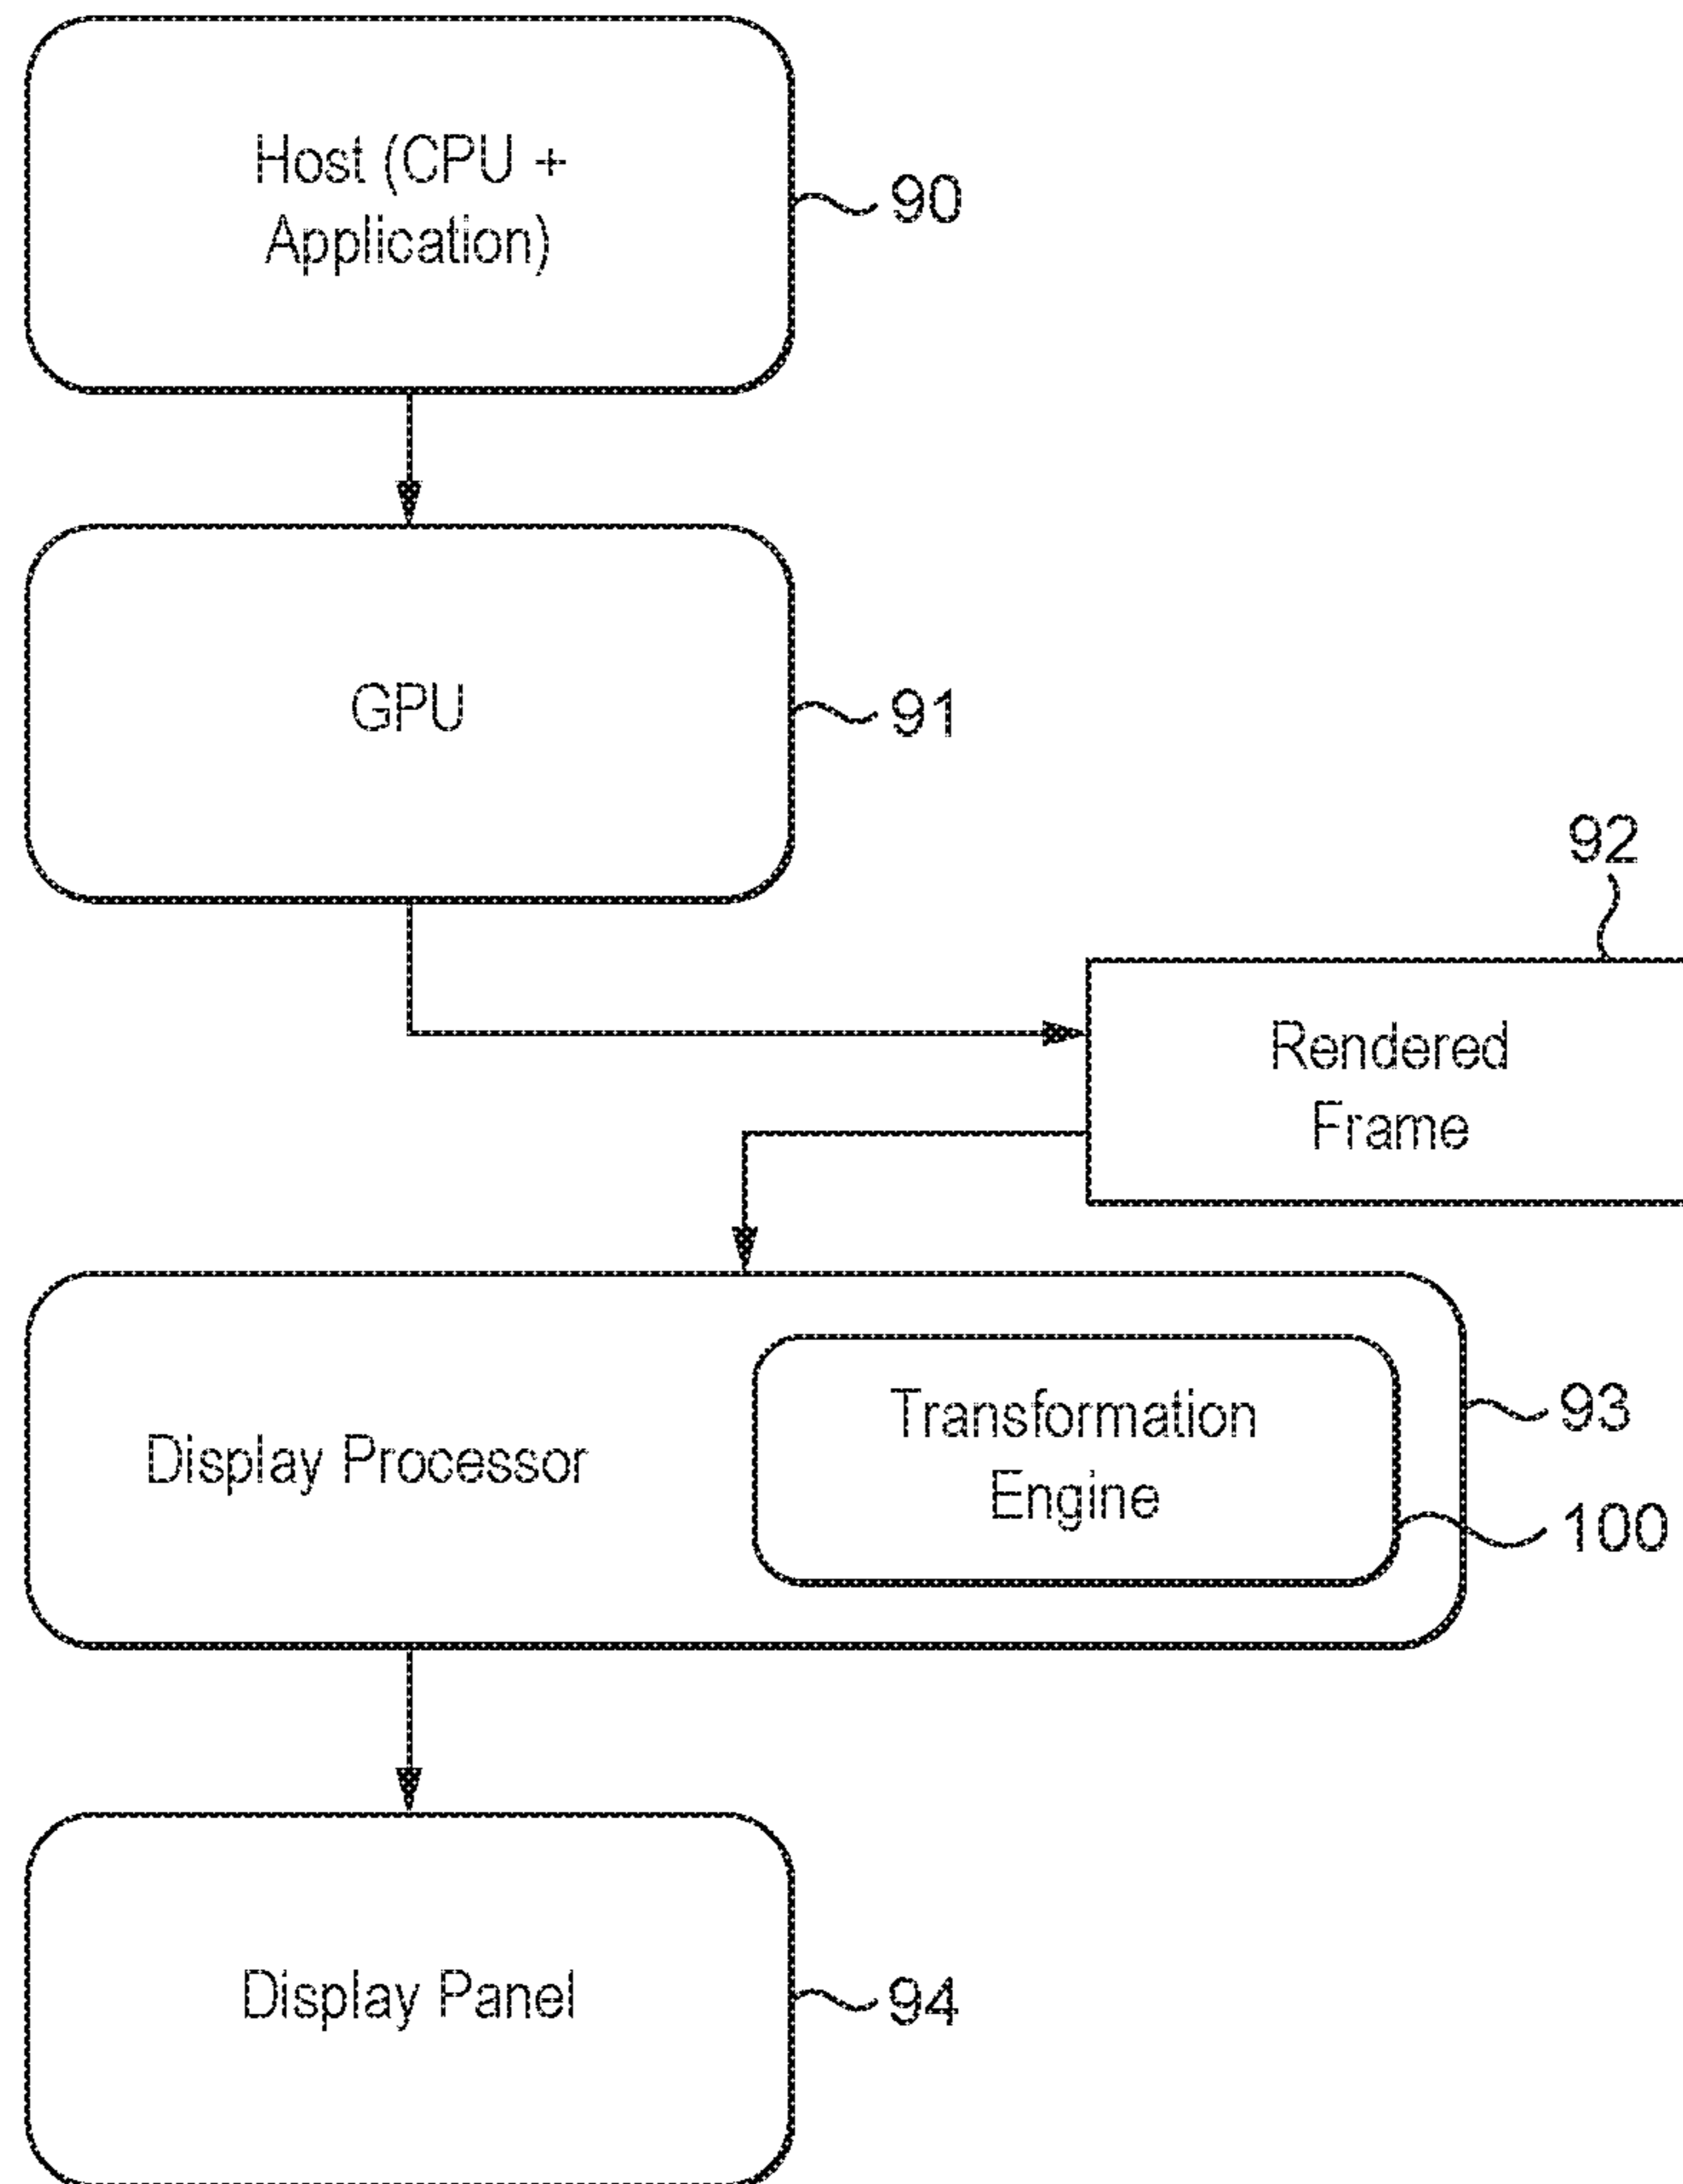 Host (CPU +
Application)
90
GPU
91
92
Rendered
Frame
Transformation
Engine
93
Display Processor
100
Display Panel
94